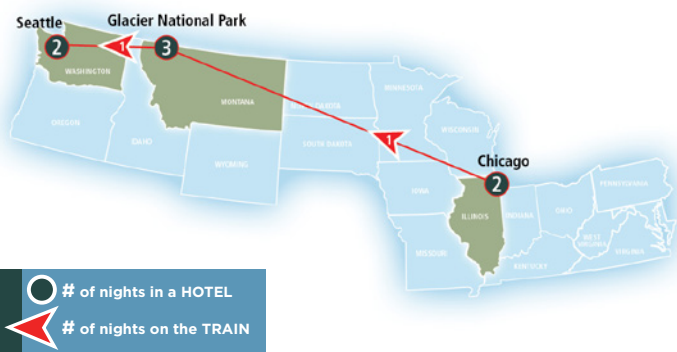 Seattle
Glacier National Park
2
1
3
WASHINGTON
MONTANA
NORTH DAKOTA
MINNESOTA
OREGON
IDAHO
SOUTH DAKOTA
1
WISCONSIN
WYOMING
Chicago
2
IOWA
ILLINOIS
INDIANA
OHIO
PENNSYLVANIA
WEST
VIRGINIA
VIRGINIA
MISSOURI
KENTUCKY
# of nights in a HOTEL
# of nights on the TRAIN